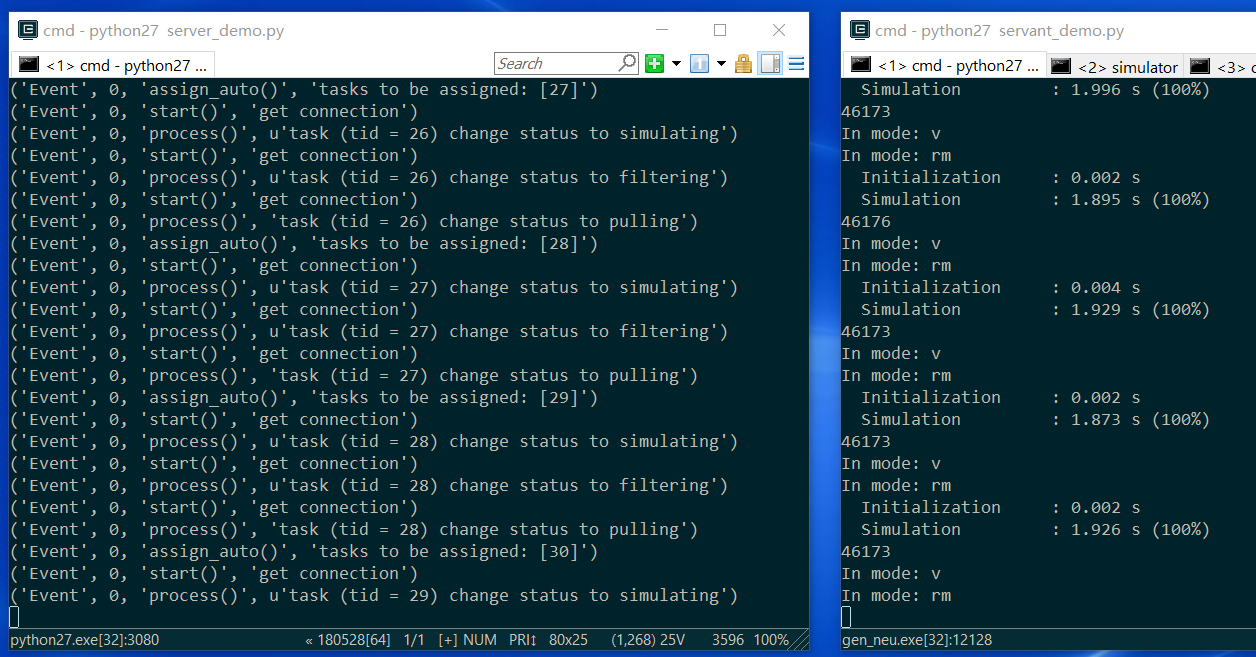 cmd - python27 server_demo.py
<1> cmd - python27 ...
Search
('Event', 0, 'assign_auto()', 'tasks to be assigned: [27]')
('Event', 0, 'start()', 'get connection')
('Event', 0, 'process()', u'task (tid = 26) change status to simulating')
('Event', 0, 'start()', 'get connection')
('Event', 0, 'process()', u'task (tid = 26) change status to filtering')
('Event', 0, 'start()', 'get connection')
('Event', 0, 'process()', 'task (tid = 26) change status to pulling')
('Event', 0, 'assign_auto()', 'tasks to be assigned: [28]')
('Event', 0, 'start()', 'get connection')
('Event', 0, 'process()', u'task (tid = 27) change status to simulating')
('Event', 0, 'start()', 'get connection')
('Event', 0, 'process()', u'task (tid = 27) change status to filtering')
('Event', 0, 'start()', 'get connection')
('Event', 0, 'process()', 'task (tid = 27) change status to pulling')
('Event', 0, 'assign_auto()', 'tasks to be assigned: [29]')
('Event', 0, 'start()', 'get connection')
('Event', 0, 'process()', u'task (tid = 28) change status to simulating')
('Event', 0, 'start()', 'get connection')
('Event', 0, 'process()', u'task (tid = 28) change status to filtering')
('Event', 0, 'start()', 'get connection')
('Event', 0, 'process()', 'task (tid = 28) change status to pulling')
('Event', 0, 'assign_auto()', 'tasks to be assigned: [30]')
('Event', 0, 'start()', 'get connection')
('Event', 0, 'process()', u'task (tid = 29) change status to simulating')
python27.exe[32]:3080 « 180528[64] 1/1 [+] NUM PRI↕ 80x25 (1,268) 25V 3596 100%
cmd - python27 servant_demo.py
<1> cmd - python27 ... <2> simulator <3> c
Simulation : 1.996 s (100%)
46173
In mode: v
In mode: rm
Initialization : 0.002 s
Simulation : 1.895 s (100%)
46176
In mode: v
In mode: rm
Initialization : 0.004 s
Simulation : 1.929 s (100%)
46173
In mode: v
In mode: rm
Initialization : 0.002 s
Simulation : 1.873 s (100%)
46173
In mode: v
In mode: rm
Initialization : 0.002 s
Simulation : 1.926 s (100%)
46173
In mode: v
In mode: rm
gen_neu.exe[32]:12128